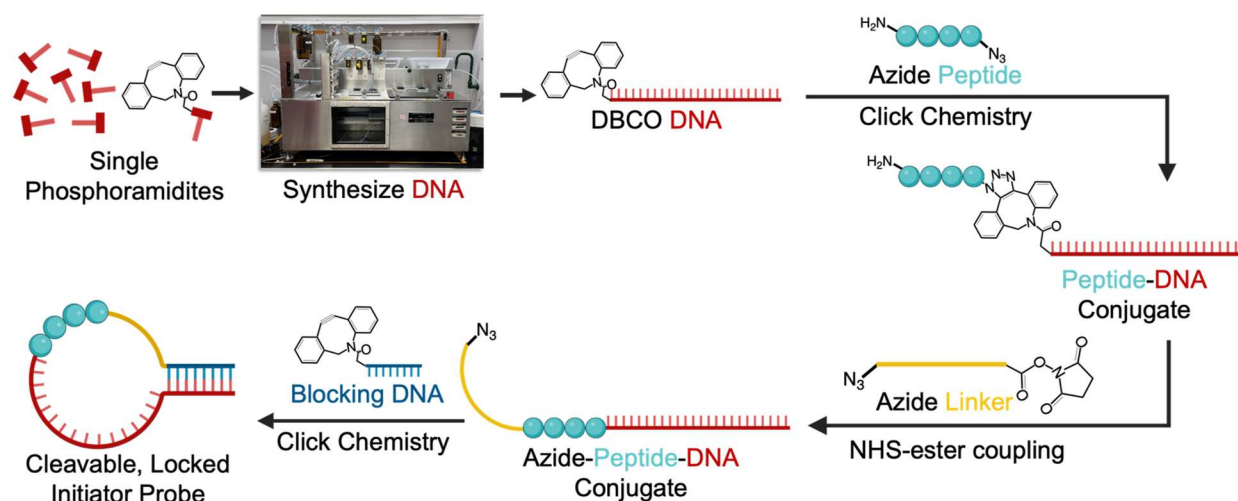 H₂N
N₃
Azide Peptide
Click Chemistry
N
O
Single
Phosphoramidites
Synthesize DNA
N
O
DBCO DNA
H₂N
N
N
N
N
O
Peptide-DNA
Conjugate
N₃
O
O
N
O
O
Azide Linker
NHS-ester coupling
N₃
Azide-Peptide-DNA
Conjugate
N
O
Blocking DNA
Click Chemistry
Cleavable, Locked
Initiator Probe